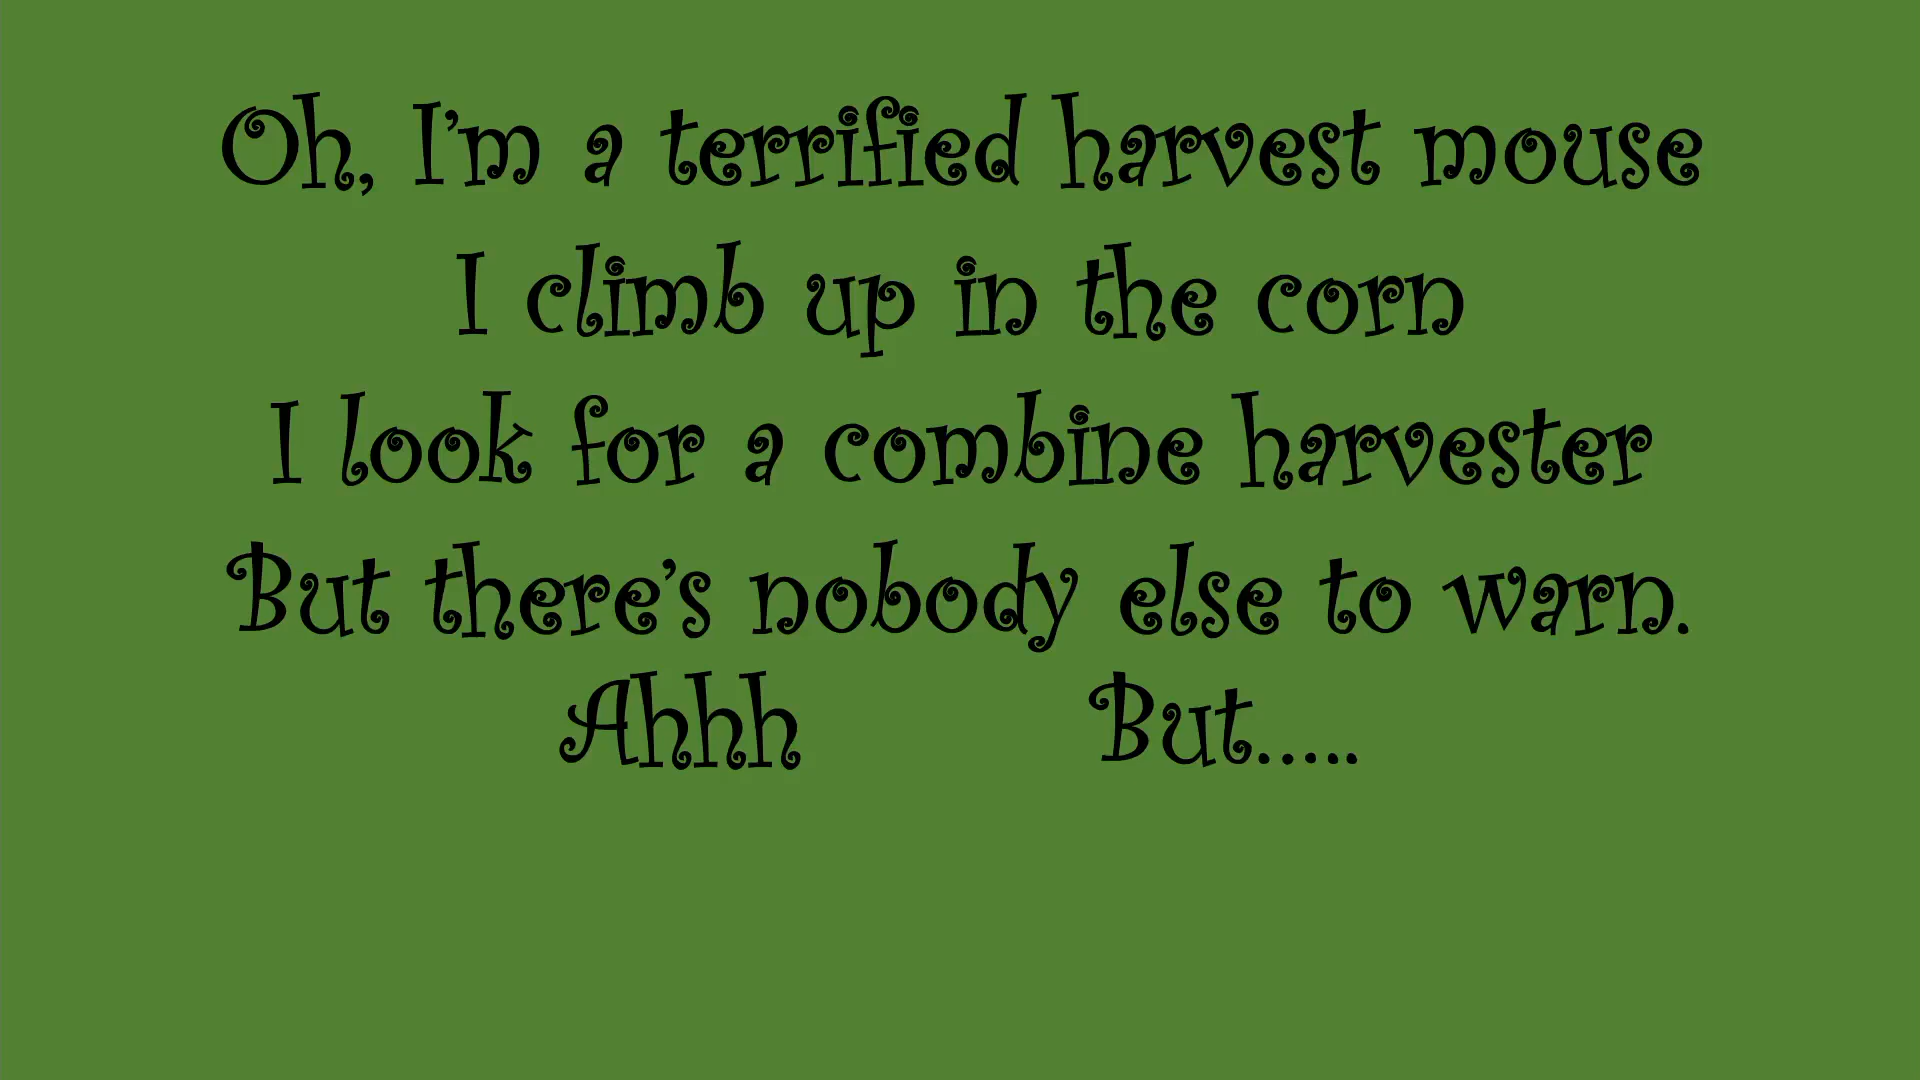 Oh, I'm a terrified harvest mouse
I climb up in the corn
I look for a combine harvester
But there's nobody else to warn.
Ahhh But.....